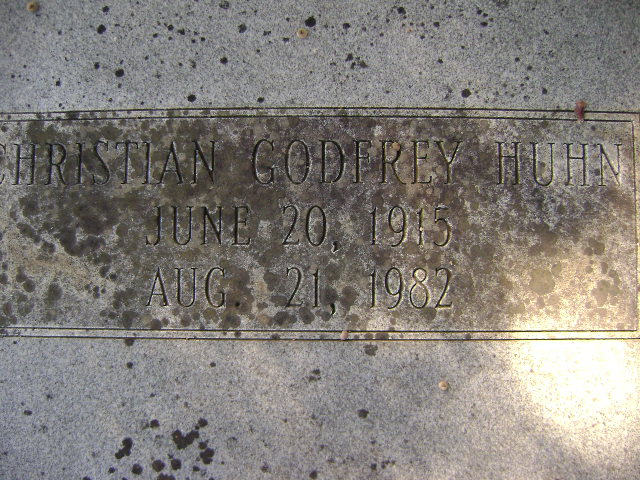 CHRISTIAN GODFREY HUHN
JUNE 20, 1915
AUG. 21, 1982